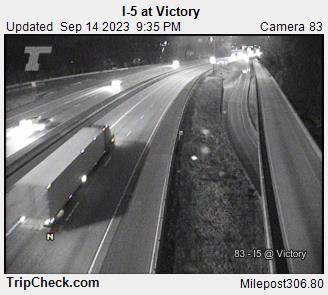 I-5 at Victory
Updated Sep 14 2023 9:35 PM Camera 83
T
N
83 - I5 @ Victory
TripCheck.com Milepost306.80